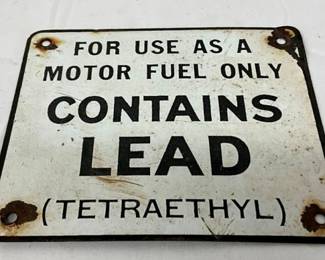 FOR USE AS A
MOTOR FUEL ONLY
CONTAINS
LEAD
(TETRAETHYL)